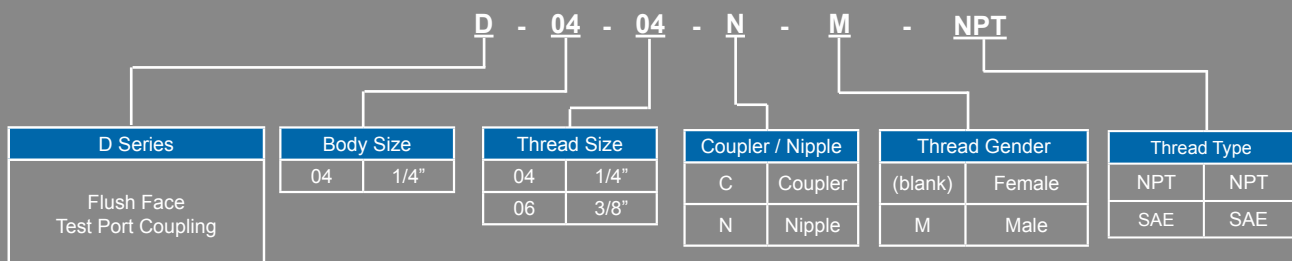 D - 04 - 04 - N - M - NPT
D Series
Flush Face
Test Port Coupling
Body Size
04 1/4”
Thread Size
04 1/4”
06 3/8”
Coupler / Nipple
C Coupler
N Nipple
Thread Gender
(blank) Female
M Male
Thread Type
NPT NPT
SAE SAE